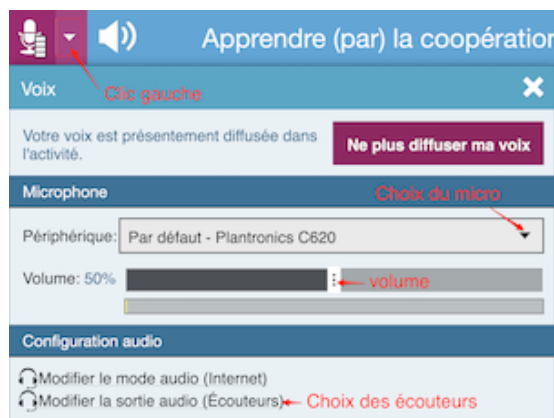 Apprendre (par) la coopération
Voix
Clic gauche
Votre voix est présentement diffusée dans
l'activité.
Ne plus diffuser ma voix
Microphone
Choix du micro
Périphérique:
Par défaut - Plantronics C620
Volume: 50%
volume
Configuration audio
Modifier le mode audio (Internet)
Modifier la sortie audio (Écouteurs)
Choix des écouteurs